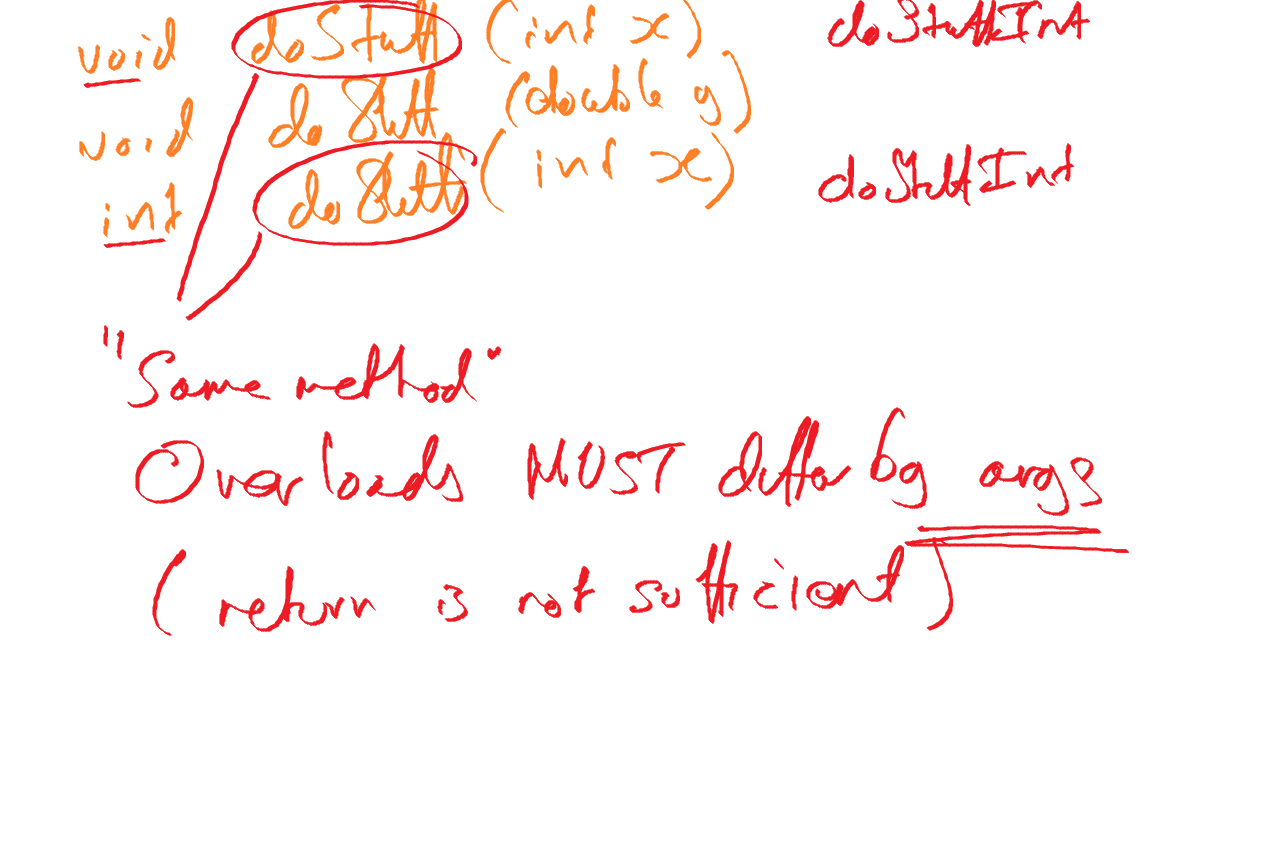 void doStuff (int x) doStuffInt
void doStuff (double y)
int doStuff (int x) doStuffInt
"Same method"
Overloads MUST differ by args
(return is not sufficient)